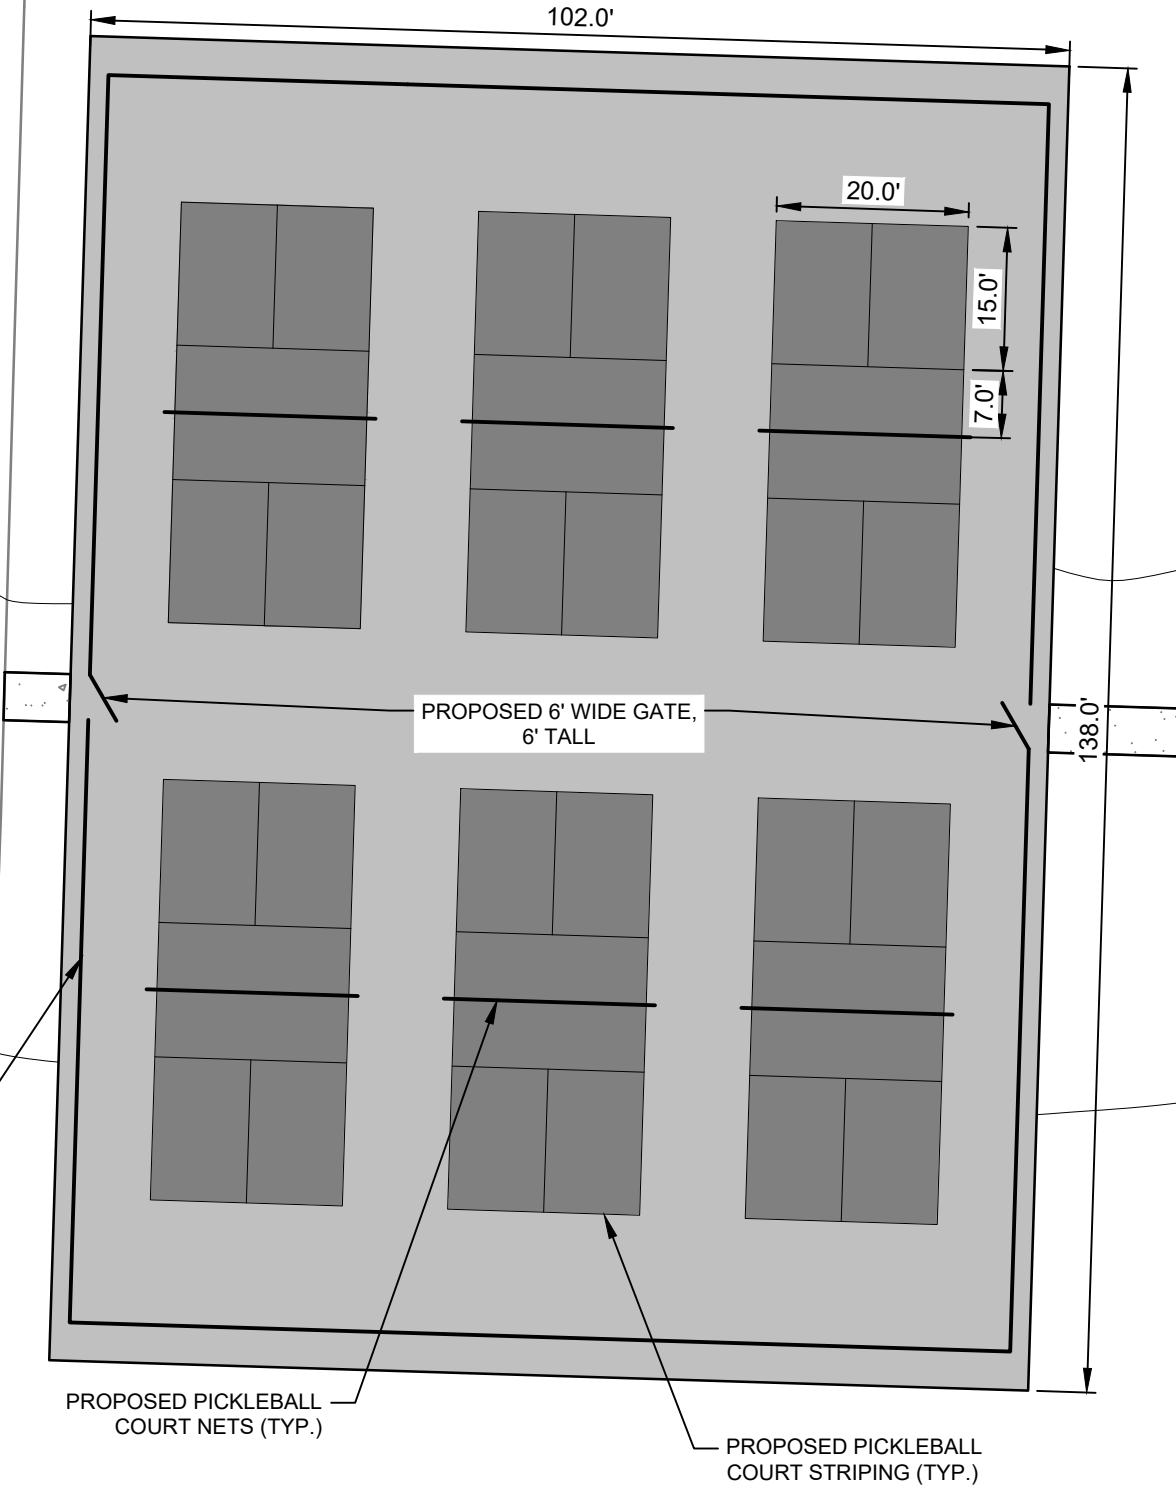 102.0'
20.0'
15.0'
7.0'
PROPOSED 6' WIDE GATE,
6' TALL
138.0'
PROPOSED PICKLEBALL
COURT NETS (TYP.)
PROPOSED PICKLEBALL
COURT STRIPING (TYP.)